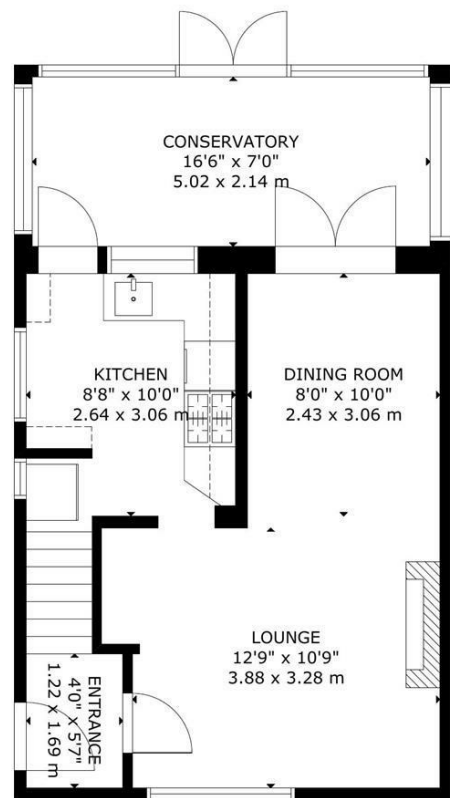 CONSERVATORY
16'6" x 7'0"
5.02 x 2.14 m
KITCHEN
8'8" x 10'0"
2.64 x 3.06 m
DINING ROOM
8'0" x 10'0"
2.43 x 3.06 m
LOUNGE
12'9" x 10'9"
3.88 x 3.28 m
ENTRANCE
4'0" x 5'7"
1.22 x 1.69 m